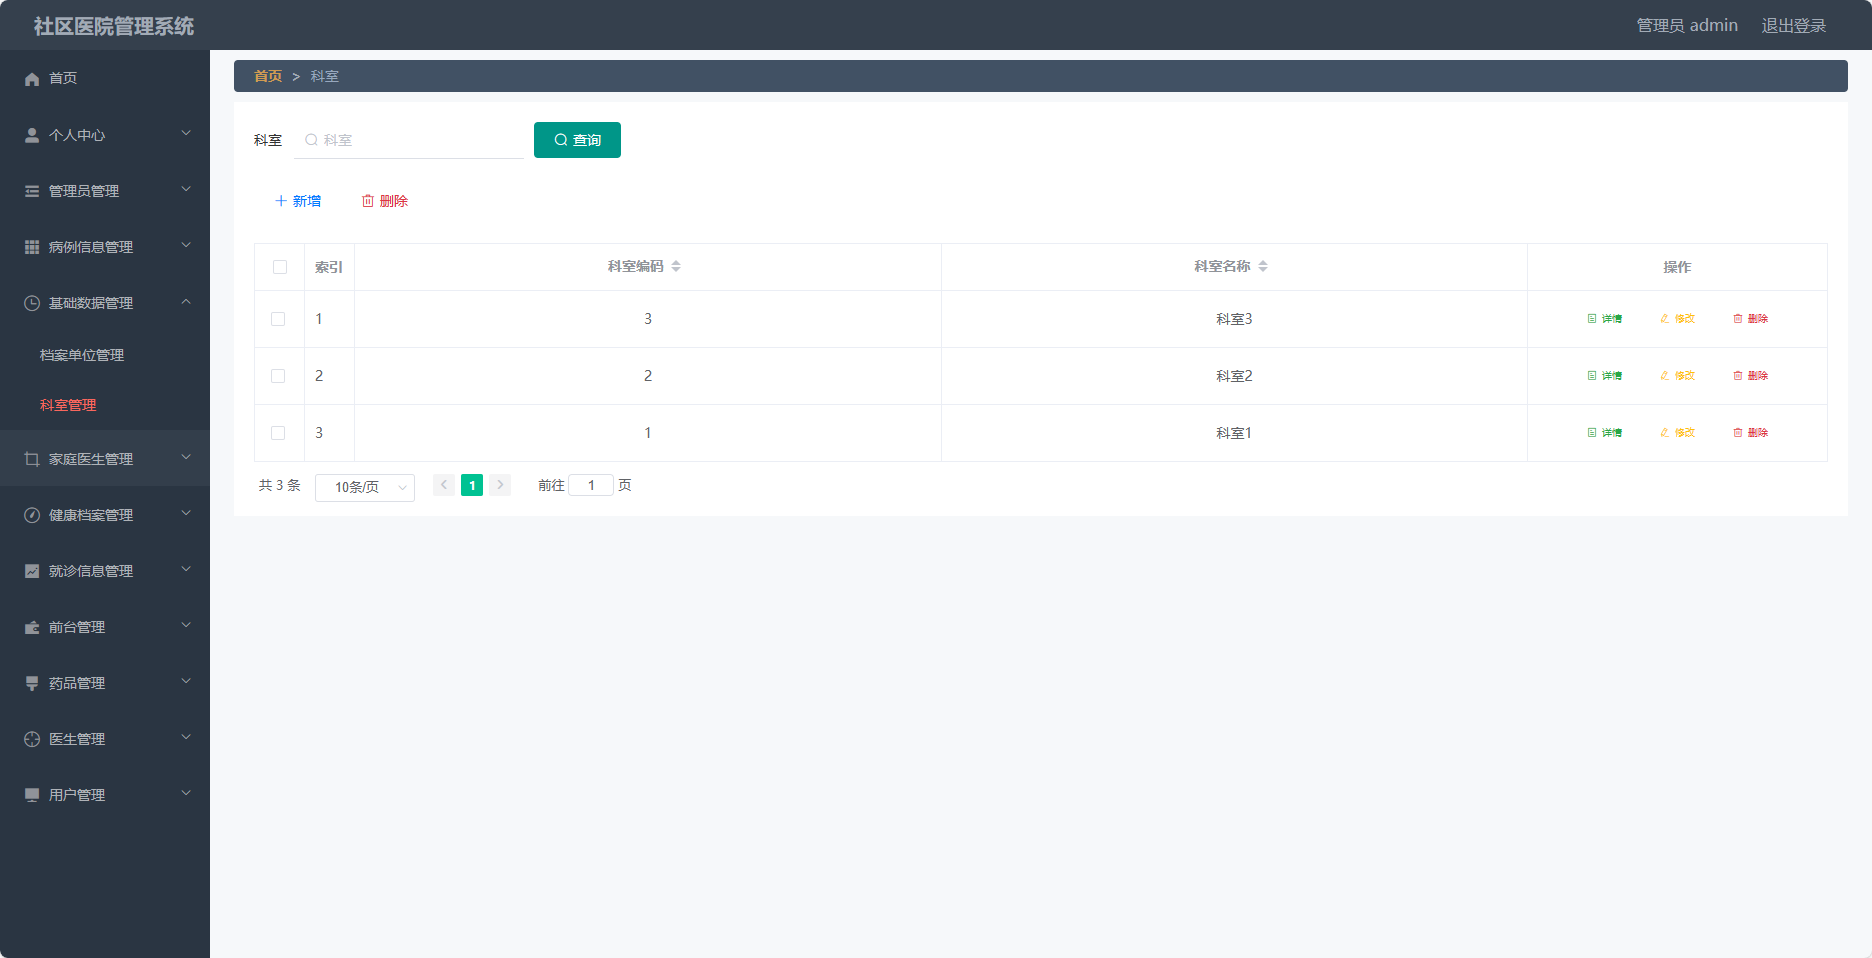 社区医院管理系统
管理员 admin 退出登录
首页
个人中心
管理员管理
病例信息管理
基础数据管理
档案单位管理
科室管理
家庭医生管理
健康档案管理
就诊信息管理
前台管理
药品管理
医生管理
用户管理
首页 > 科室
科室 科室 查询
新增 删除
索引 科室编码 科室名称 操作
1 3 科室3 详情 修改 删除
2 2 科室2 详情 修改 删除
3 1 科室1 详情 修改 删除
共 3 条 10条/页 1 前往 1 页